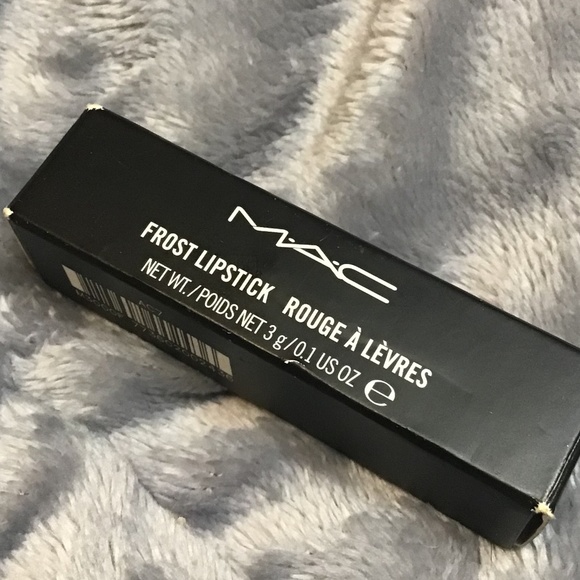 M·A·C
FROST LIPSTICK ROUGE À LÈVRES
NET WT. / POIDS NET 3 g / 0.1 US OZ ℮